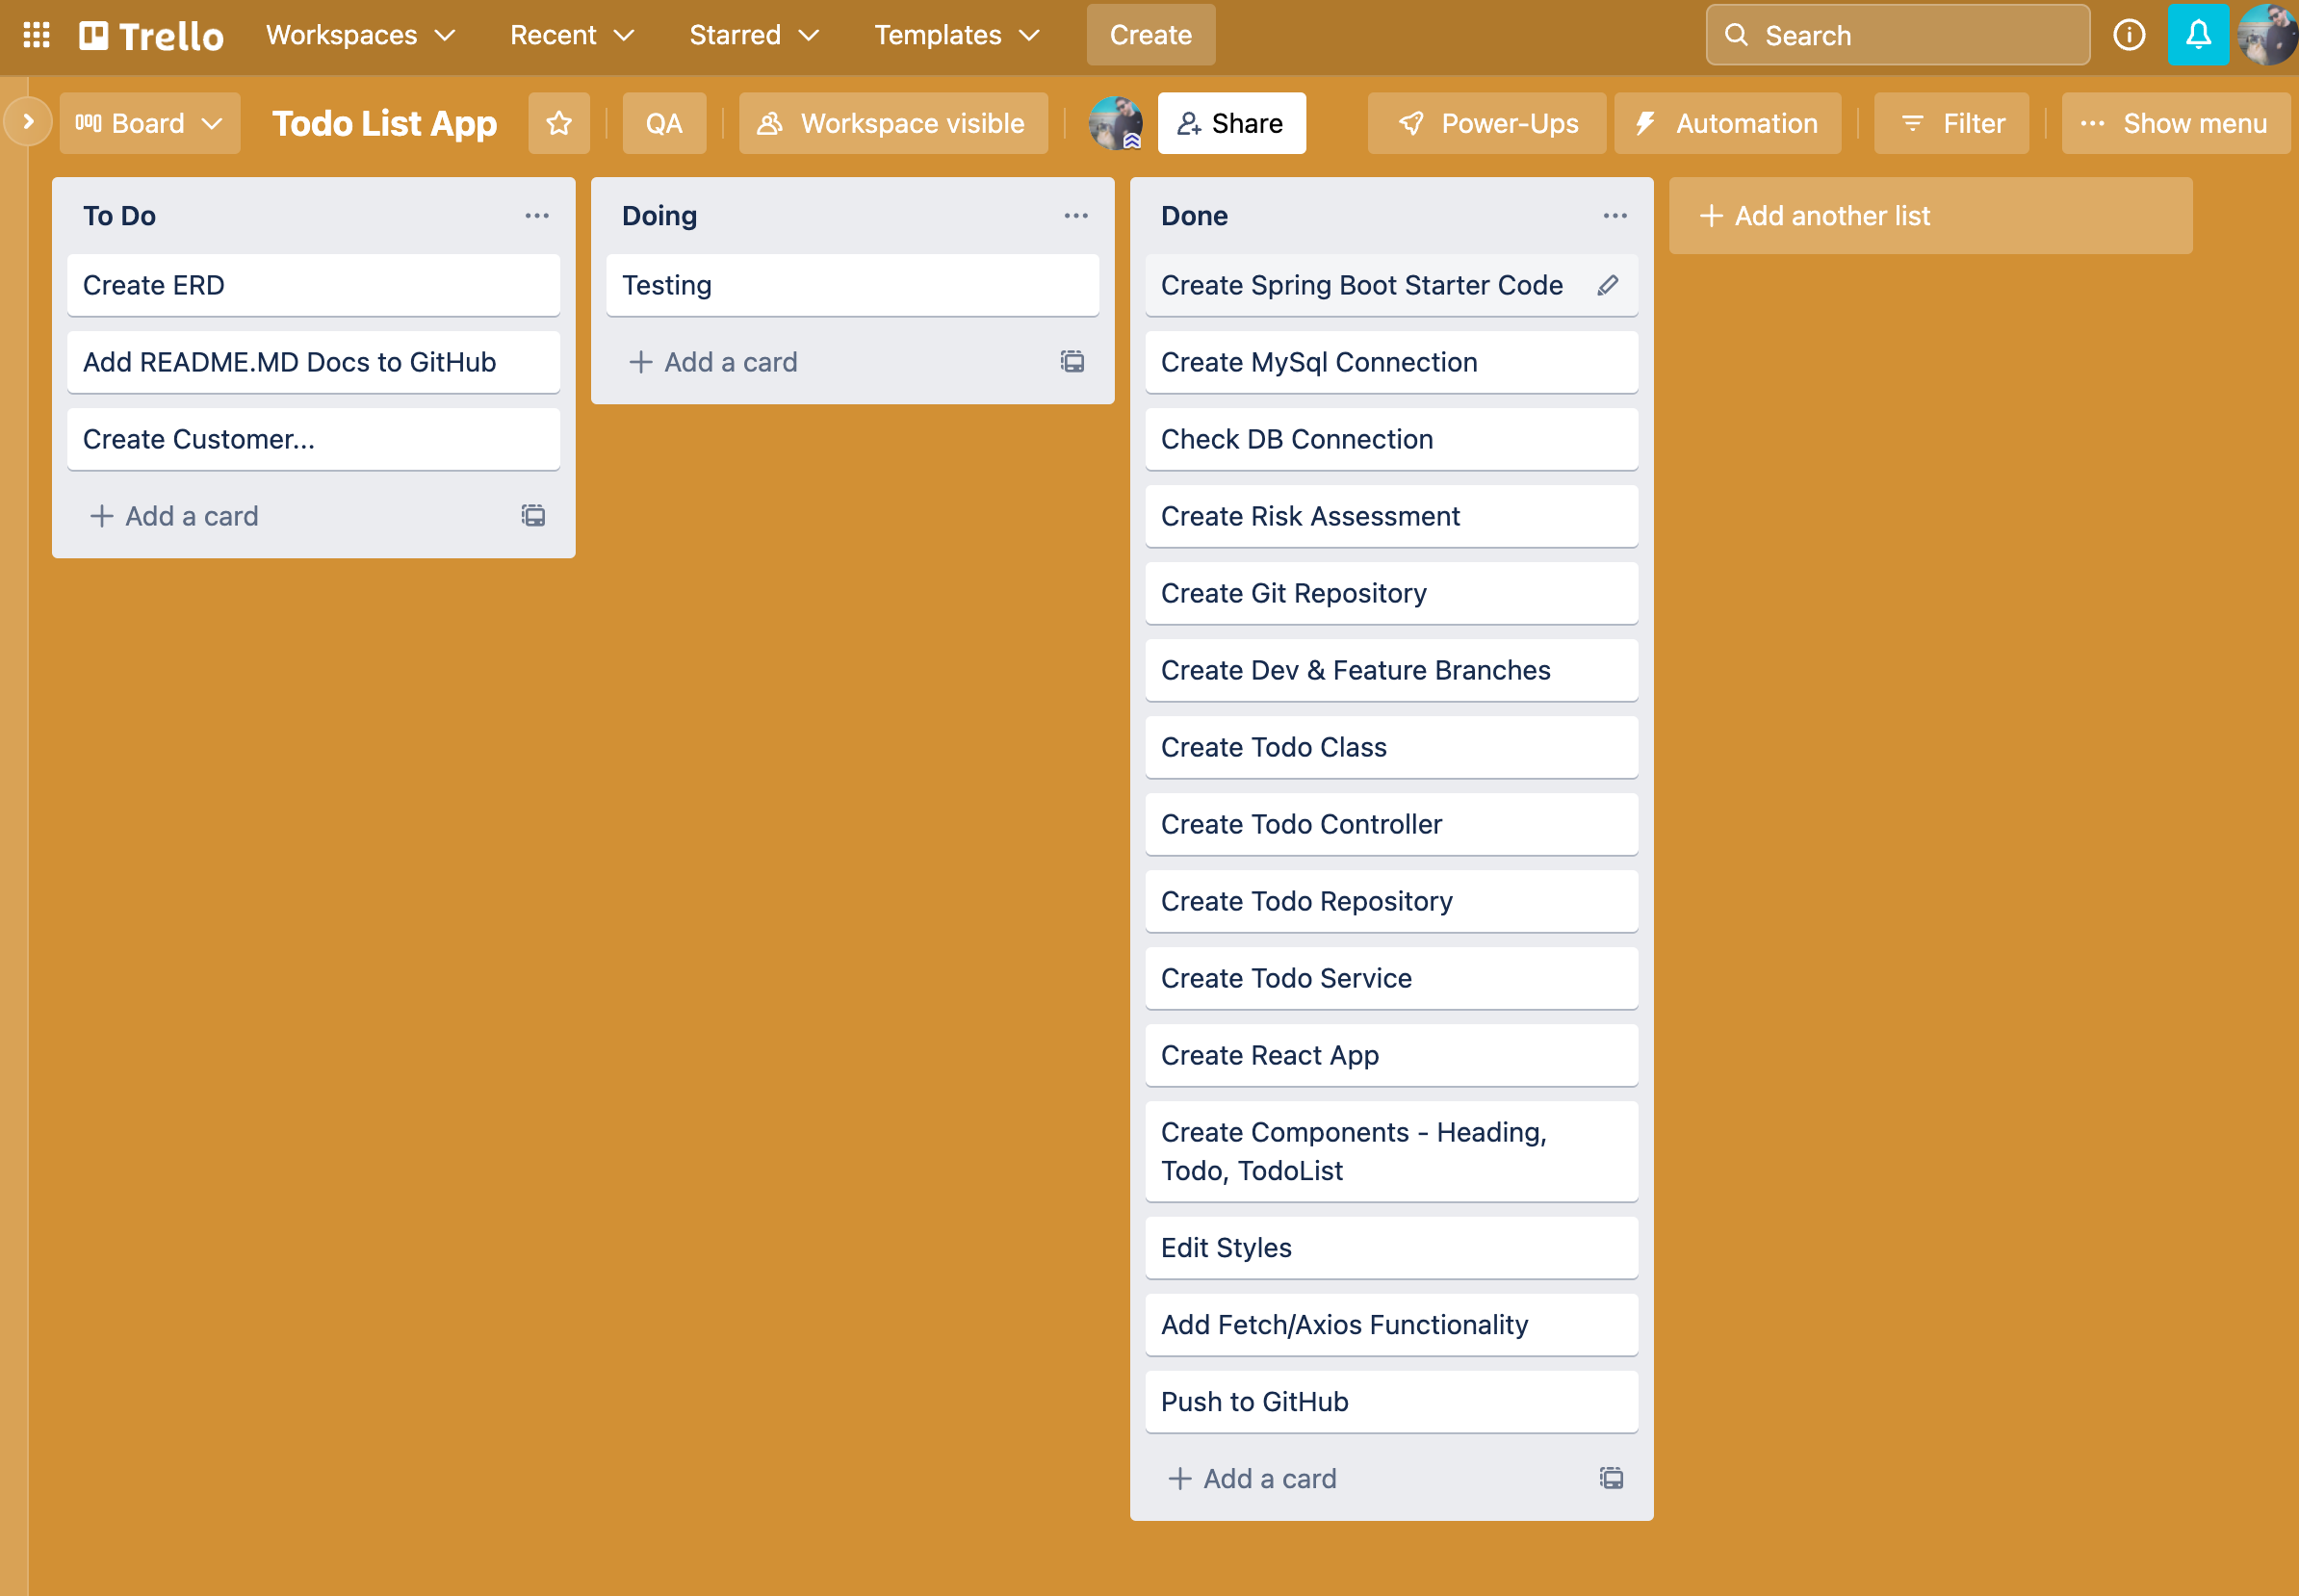 Trello
Workspaces
Recent
Starred
Templates
Create
Search
Board
Todo List App
QA
Workspace visible
Share
Power-Ups
Automation
Filter
Show menu
To Do
Create ERD
Add README.MD Docs to GitHub
Create Customer...
Add a card
Doing
Testing
Add a card
Done
Create Spring Boot Starter Code
Create MySql Connection
Check DB Connection
Create Risk Assessment
Create Git Repository
Create Dev & Feature Branches
Create Todo Class
Create Todo Controller
Create Todo Repository
Create Todo Service
Create React App
Create Components - Heading,
Todo, TodoList
Edit Styles
Add Fetch/Axios Functionality
Push to GitHub
Add a card
Add another list